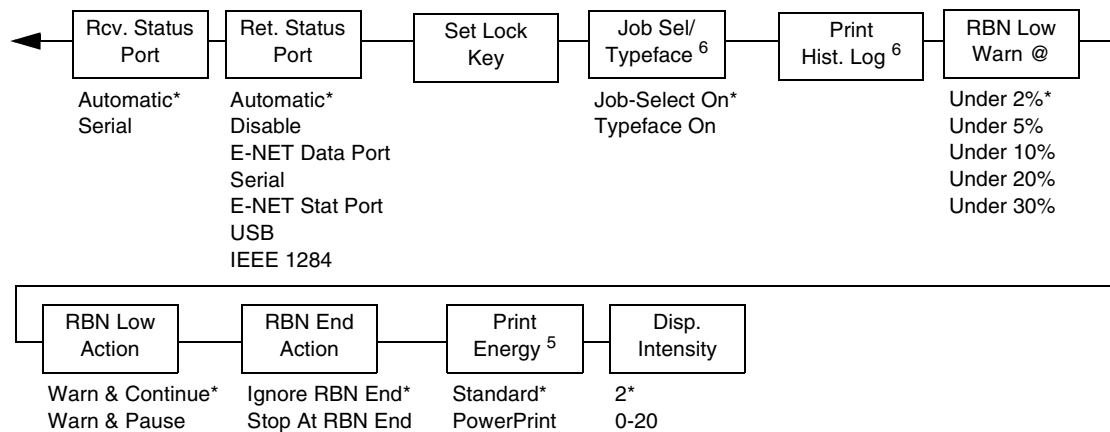 Rcv. Status
Port
Automatic*
Serial
Ret. Status
Port
Automatic*
Disable
E-NET Data Port
Serial
E-NET Stat Port
USB
IEEE 1284
Set Lock
Key
Job Sel/
Typeface 6
Job-Select On*
Typeface On
Print
Hist. Log 6
RBN Low
Warn @
Under 2%*
Under 5%
Under 10%
Under 20%
Under 30%
RBN Low
Action
Warn & Continue*
Warn & Pause
RBN End
Action
Ignore RBN End*
Stop At RBN End
Print
Energy 5
Standard*
PowerPrint
Disp.
Intensity
2*
0-20